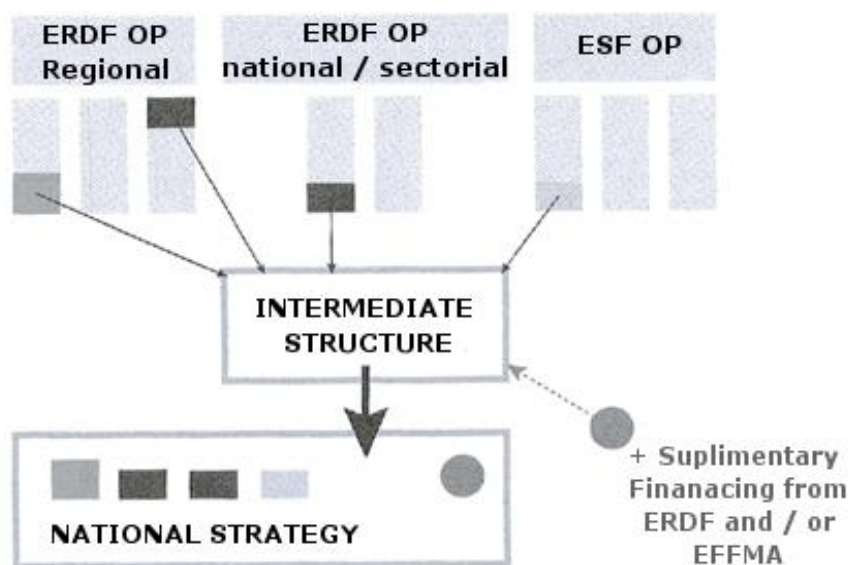 ERDF OP
Regional
ERDF OP
national / sectorial
ESF OP
INTERMEDIATE
STRUCTURE
+ Suplimentary
Finanacing from
ERDF and / or
EFFMA
NATIONAL STRATEGY